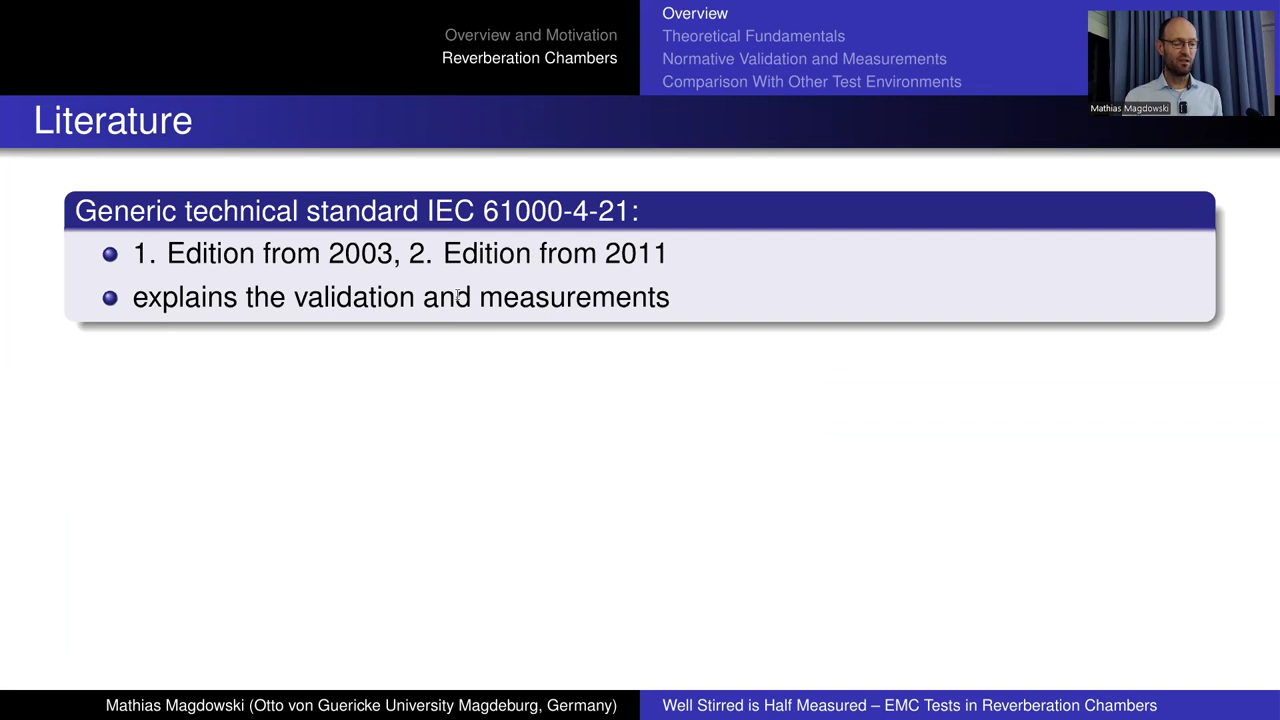 Overview and Motivation
Reverberation Chambers
Overview
Theoretical Fundamentals
Normative Validation and Measurements
Comparison With Other Test Environments
Mathias Magdowski
Literature
Generic technical standard IEC 61000-4-21:
1. Edition from 2003, 2. Edition from 2011
explains the validation and measurements
Mathias Magdowski (Otto von Guericke University Magdeburg, Germany)
Well Stirred is Half Measured – EMC Tests in Reverberation Chambers